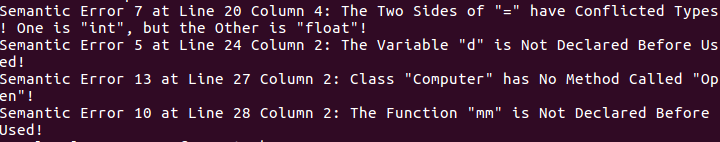 Semantic Error 7 at Line 20 Column 4: The Two Sides of "=" have Conflicted Types
! One is "int", but the Other is "float"!
Semantic Error 5 at Line 24 Column 2: The Variable "d" is Not Declared Before Us
ed!
Semantic Error 13 at Line 27 Column 2: Class "Computer" has No Method Called "Op
en"!
Semantic Error 10 at Line 28 Column 2: The Function "mm" is Not Declared Before
Used!